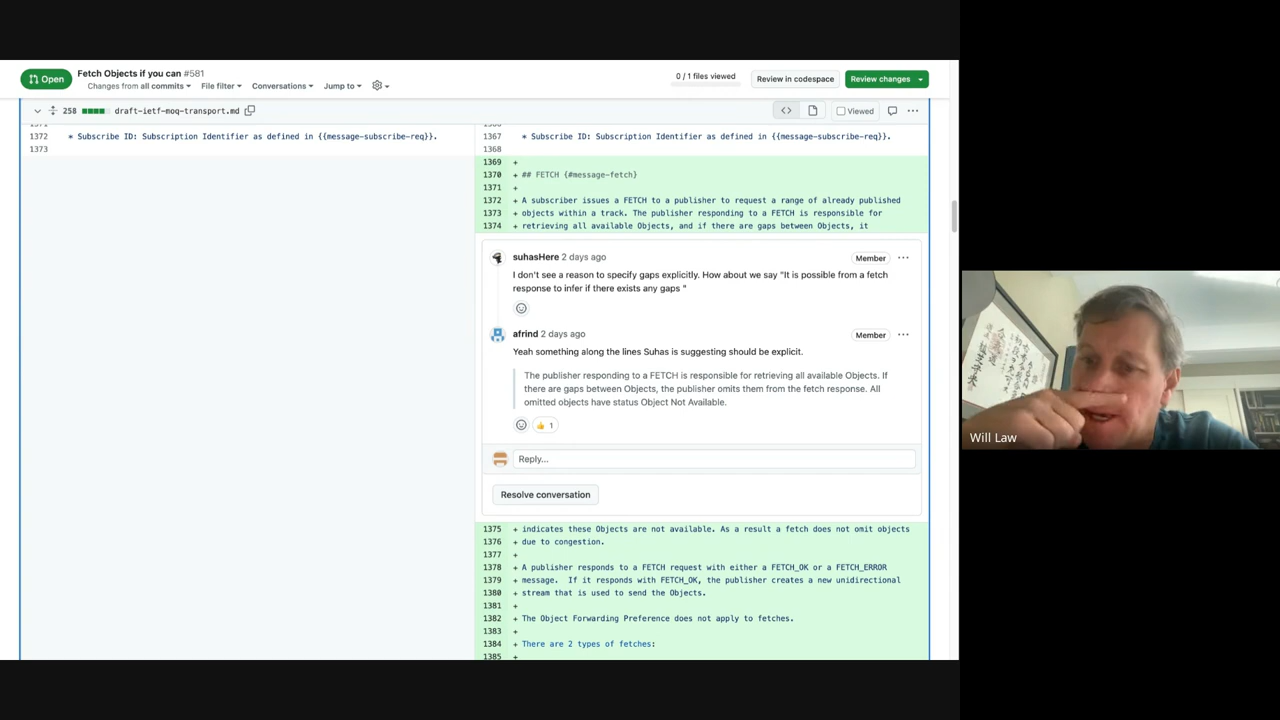 Open
Fetch Objects if you can #581
Changes from all commits
File filter
Conversations
Jump to
0 / 1 files viewed
Review in codespace
Review changes
258
draft-ietf-moq-transport.md
Viewed
1372 * Subscribe ID: Subscription Identifier as defined in {{message-subscribe-req}}.
1373
1367 * Subscribe ID: Subscription Identifier as defined in {{message-subscribe-req}}.
1368
1369 +
1370 + ## FETCH {#message-fetch}
1371 +
1372 + A subscriber issues a FETCH to a publisher to request a range of already published
1373 + objects within a track. The publisher responding to a FETCH is responsible for
1374 + retrieving all available Objects, and if there are gaps between Objects, it
suhasHere 2 days ago
Member
I don't see a reason to specify gaps explicitly. How about we say "It is possible from a fetch
response to infer if there exists any gaps "
afrind 2 days ago
Member
Yeah something along the lines Suhas is suggesting should be explicit.
The publisher responding to a FETCH is responsible for retrieving all available Objects. If
there are gaps between Objects, the publisher omits them from the fetch response. All
omitted objects have status Object Not Available.
👍 1
Reply...
Resolve conversation
1375 + indicates these Objects are not available. As a result a fetch does not omit objects
1376 + due to congestion.
1377 +
1378 + A publisher responds to a FETCH request with either a FETCH_OK or a FETCH_ERROR
1379 + message.  If it responds with FETCH_OK, the publisher creates a new unidirectional
1380 + stream that is used to send the Objects.
1381 +
1382 + The Object Forwarding Preference does not apply to fetches.
1383 +
1384 + There are 2 types of fetches:
1385 +
Will Law